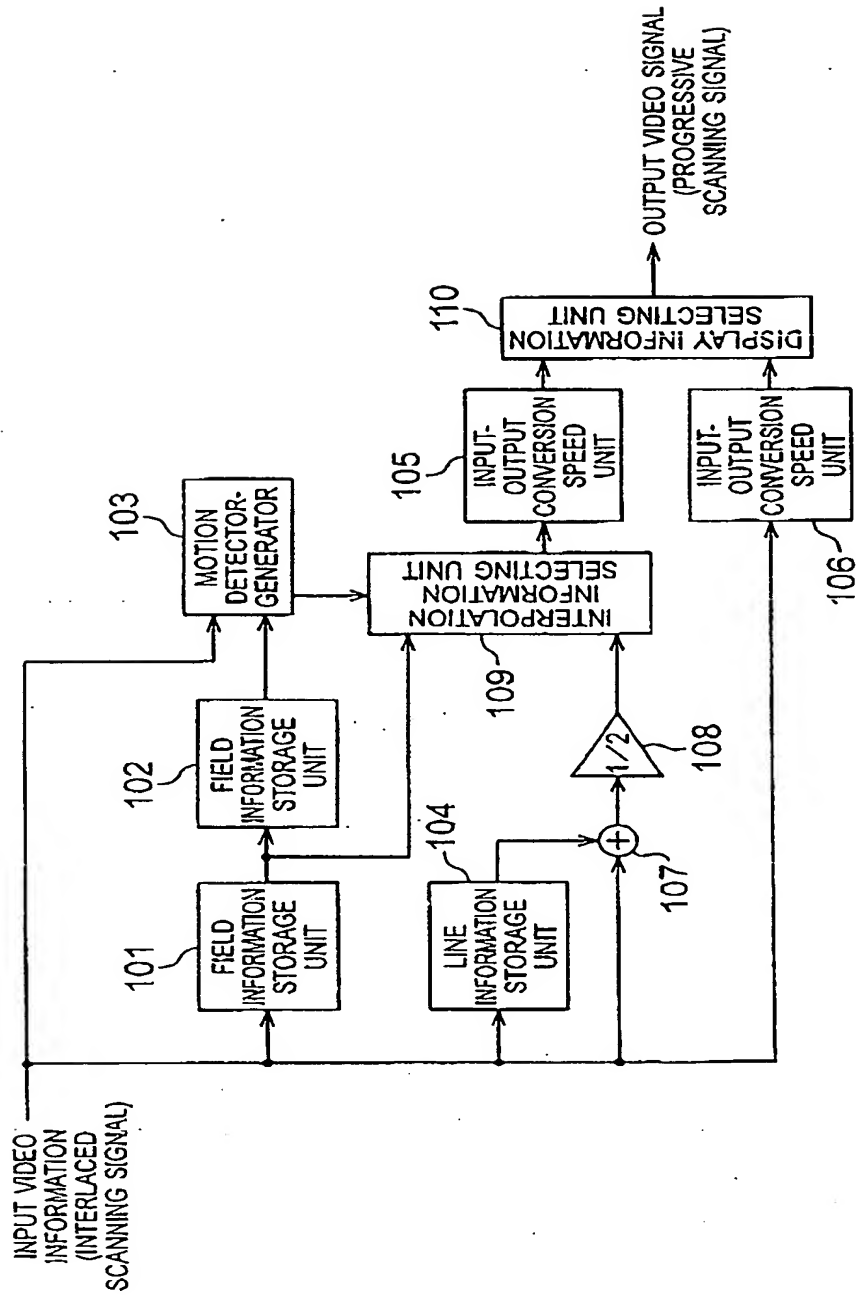 INPUT VIDEO
INFORMATION
(INTERLACED
SCANNING SIGNAL)
101
FIELD
INFORMATION
STORAGE
UNIT
102
FIELD
INFORMATION
STORAGE
UNIT
103
MOTION
DETECTOR-
GENERATOR
104
LINE
INFORMATION
STORAGE
UNIT
+
107
1/2
108
INTERPOLATION
INFORMATION
SELECTING UNIT
109
105
INPUT-
OUTPUT
CONVERSION
SPEED
UNIT
INPUT-
OUTPUT
CONVERSION
SPEED
UNIT
106
110
DISPLAY INFORMATION
SELECTING UNIT
OUTPUT VIDEO SIGNAL
(PROGRESSIVE
SCANNING SIGNAL)